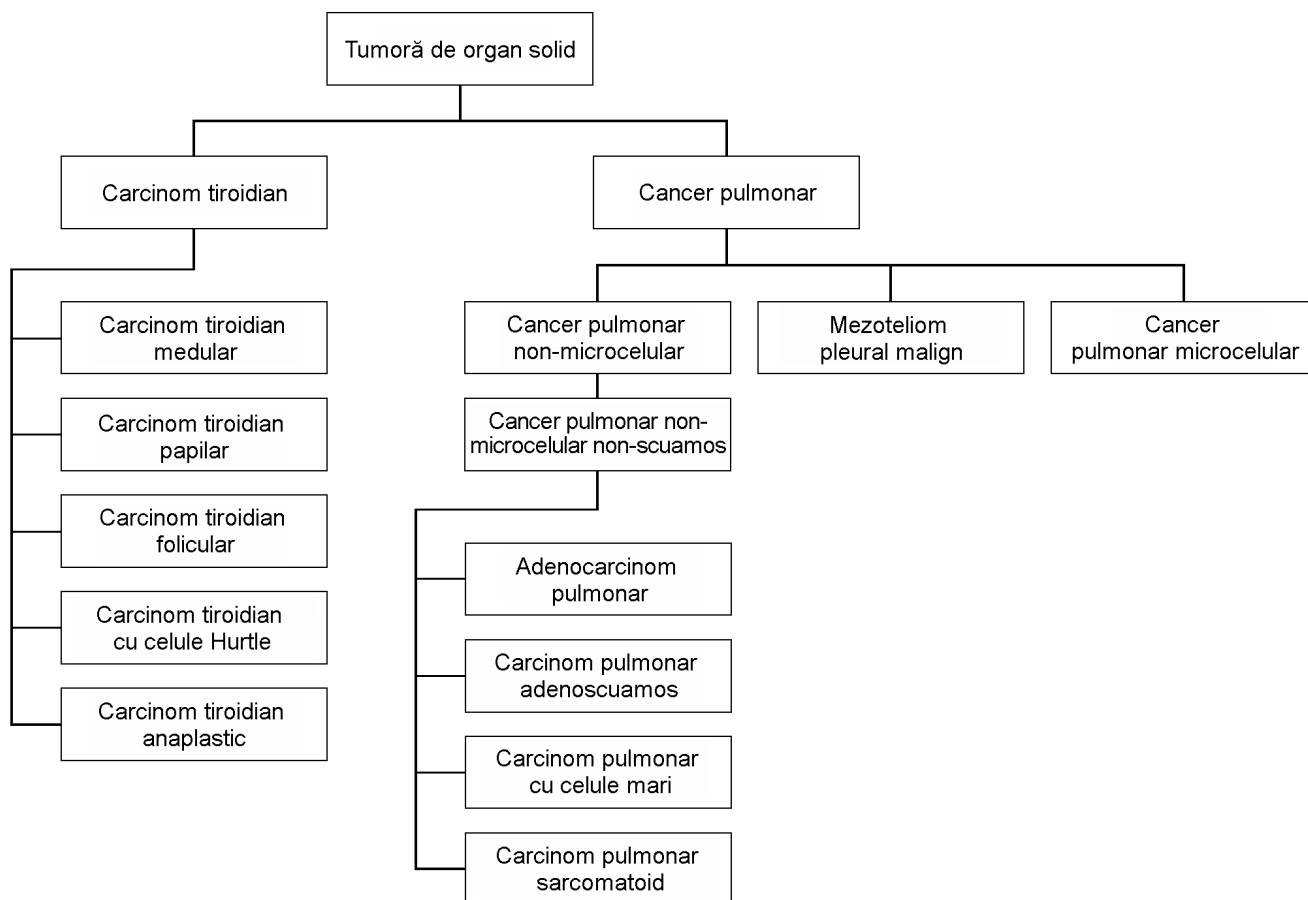 Tumoră de organ solid
Carcinom tiroidian
Cancer pulmonar
Carcinom tiroidian
medular
Carcinom tiroidian
papilar
Carcinom tiroidian
folicular
Carcinom tiroidian
cu celule Hurtle
Carcinom tiroidian
anaplastic
Cancer pulmonar
non-microcelular
Mezoteliom
pleural malign
Cancer
pulmonar microcelular
Cancer pulmonar non-
microcelular non-scuamos
Adenocarcinom
pulmonar
Carcinom pulmonar
adenoscuamos
Carcinom pulmonar
cu celule mari
Carcinom pulmonar
sarcomatoid